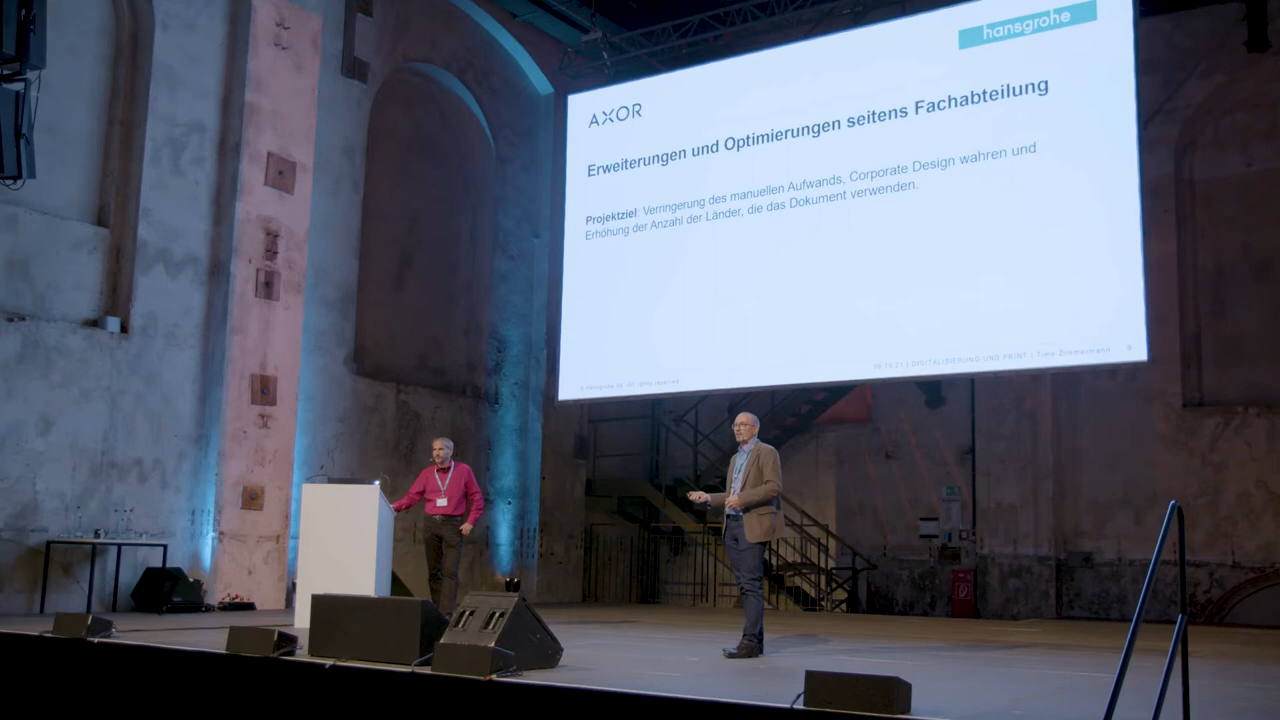 hansgrohe
AXOR
Erweiterungen und Optimierungen seitens Fachabteilung
Projektziel: Verringerung des manuellen Aufwands, Corporate Design wahren und
Erhöhung der Anzahl der Länder, die das Dokument verwenden.
DIGITALISIERUNG UND PRINT | Timo Zimmermann